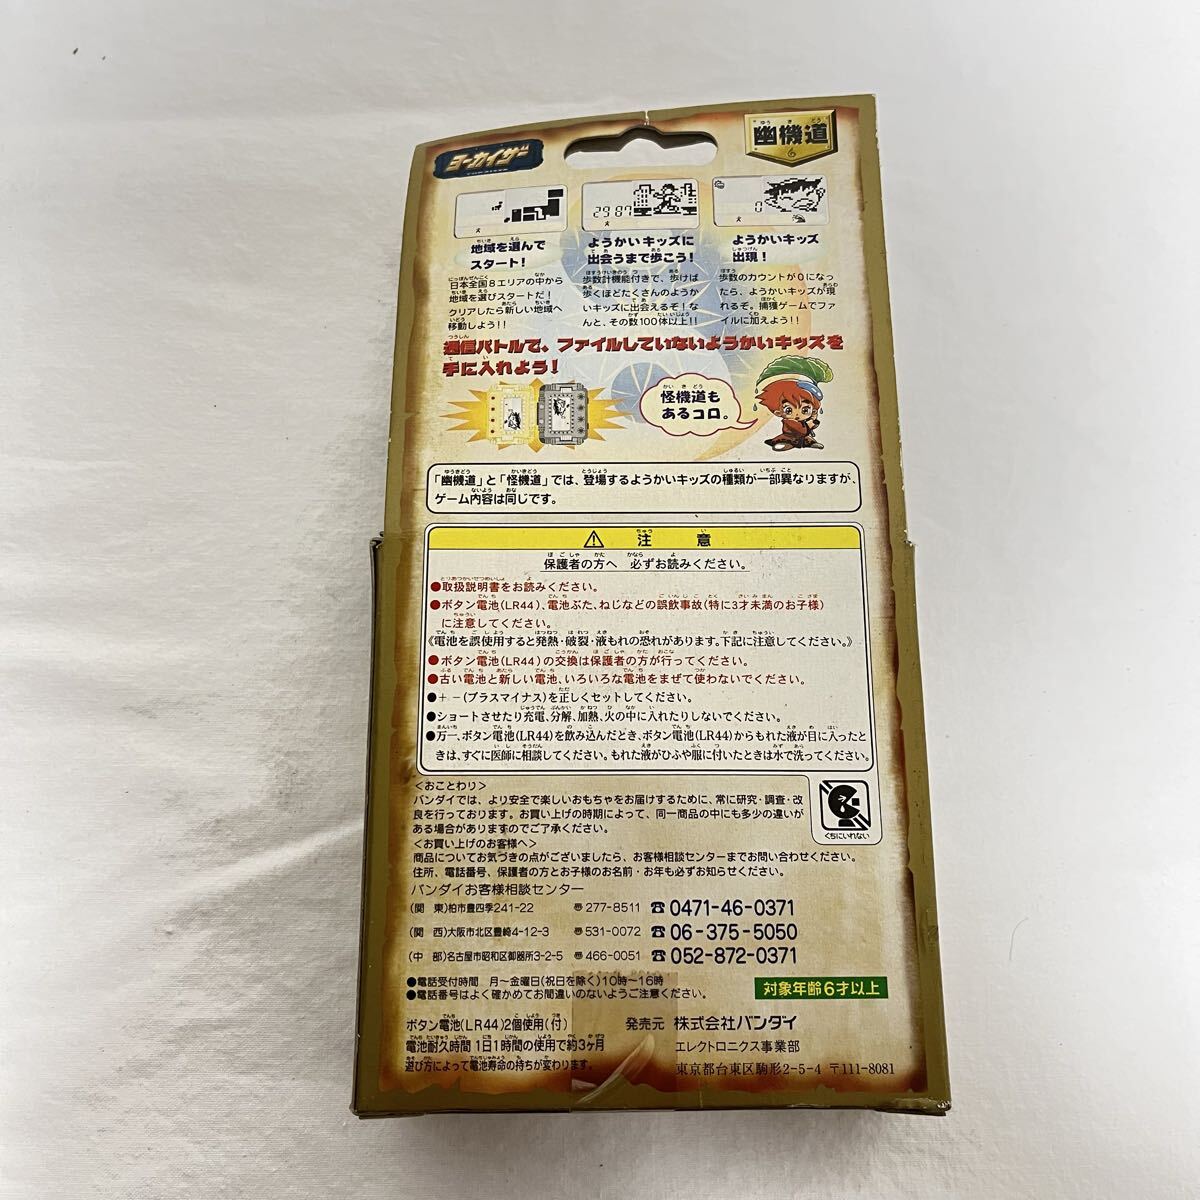 ヨーカイザー
幽機道
ゆう き どう
2987
0
地域を選んで
スタート!
日本全国8エリアの中から
地域を選びスタートだ!
クリアしたら新しい地域へ
移動しよう!!
ようかいキッズに
出会うまで歩こう!
歩数計機能付きで、歩けば
歩くほどたくさんのようか
いキッズに出会えるぞ!な
んと、その数100体以上!!
ようかいキッズ
出現!
歩数のカウントが0になっ
たら、ようかいキッズが現
れるぞ。捕獲ゲームでファ
イルに加えよう!!
通信バトルで、ファイルしていないようかいキッズを
手に入れよう!
怪機道も
あるコロ。
「幽機道」と「怪機道」では、登場するようかいキッズの種類が一部異なりますが、
ゲーム内容は同じです。
⚠ 注 意
保護者の方へ 必ずお読みください。
●取扱説明書をお読みください。
●ボタン電池(LR44)、電池ぶた、ねじなどの誤飲事故(特に3才未満のお子様)
に注意してください。
《電池を誤使用すると発熱・破裂・液もれの恐れがあります。下記に注意してください。》
●ボタン電池(LR44)の交換は保護者の方が行ってください。
●古い電池と新しい電池、いろいろな電池をまぜて使わないでください。
●+-(プラスマイナス)を正しくセットしてください。
●ショートさせたり充電、分解、加熱、火の中に入れたりしないでください。
●万一、ボタン電池(LR44)を飲み込んだとき、ボタン電池(LR44)からもれた液が目に入ったと
きは、すぐに医師に相談してください。もれた液がひふや服に付いたときは水で洗ってください。
<おことわり>
バンダイでは、より安全で楽しいおもちゃをお届けするために、常に研究・調査・改
良を行っております。お買い上げの時期によって、同一商品の中にも多少の違いが
ある場合がありますのでご了承ください。
<お買い上げのお客様へ>
商品についてお気づきの点がございましたら、お客様相談センターまでお問い合わせください。
住所、電話番号、保護者の方とお子様のお名前・お年も必ずお知らせください。
くちにいれない
バンダイお客様相談センター
(関 東)柏市豊四季241-22 〠277-8511 ☎0471-46-0371
(関 西)大阪市北区豊崎4-12-3 〠531-0072 ☎06-375-5050
(中 部)名古屋市昭和区御器所3-2-5 〠466-0051 ☎052-872-0371
●電話受付時間 月～金曜日(祝日を除く)10時～16時
●電話番号はよく確かめてお間違いのないようご注意ください。
対象年齢6才以上
ボタン電池(LR44)2個使用(付)
電池耐久時間 1日1時間の使用で約3ヶ月
遊び方によって電池寿命の持ちが変わります。
発売元 株式会社バンダイ
エレクトロニクス事業部
東京都台東区駒形2-5-4 〒111-8081